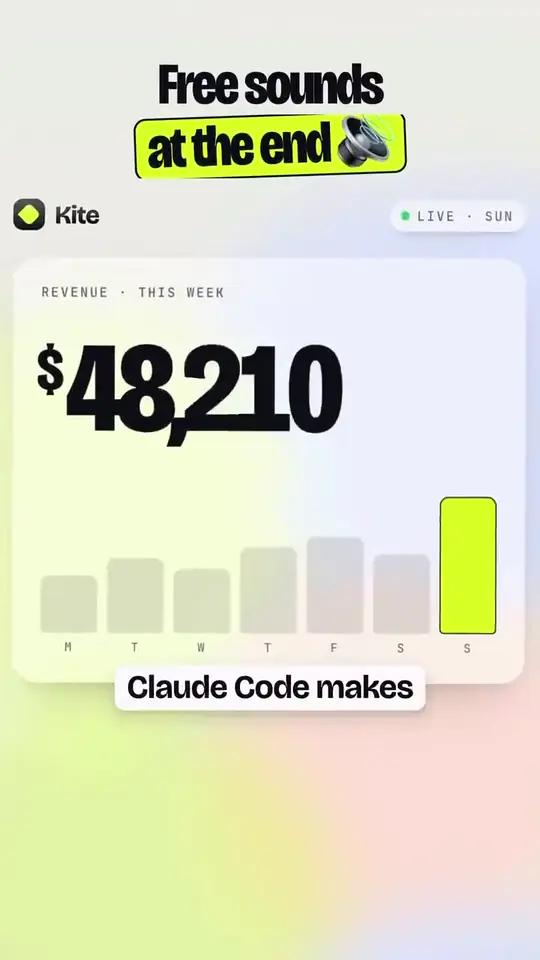 Free sounds
at the end
Kite
LIVE · SUN
REVENUE · THIS WEEK
$48,210
M T W T F S S
Claude Code makes